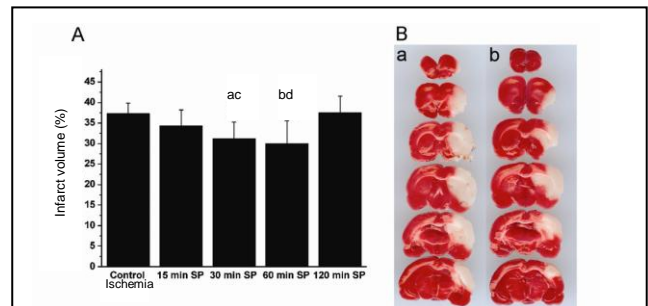 A
B
a
b
ac
bd
Infarct volume (%)
45
40
35
30
25
20
15
10
5
0
Control 15 min SP 30 min SP 60 min SP 120 min SP
Ischemia